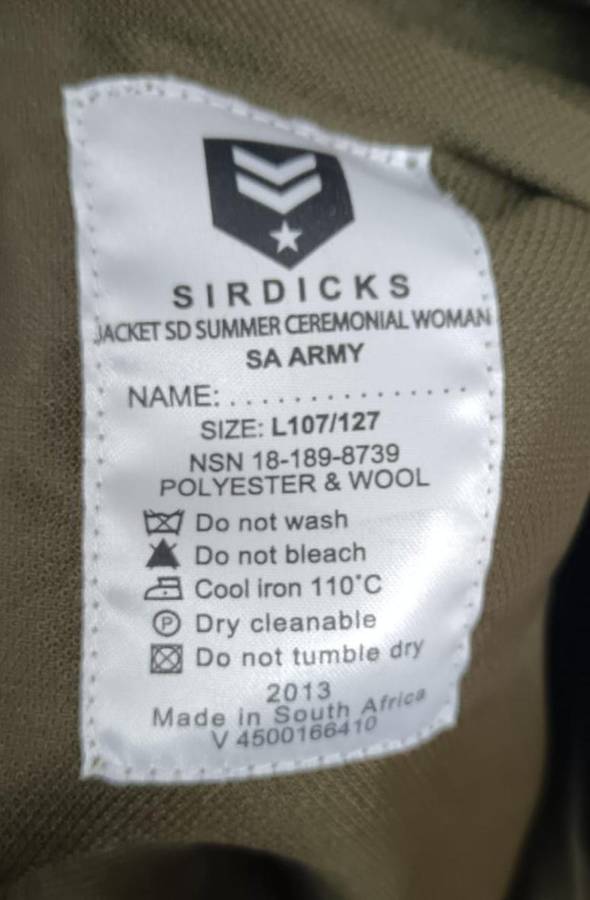 SIRDICKS
JACKET SD SUMMER CEREMONIAL WOMAN
SA ARMY
NAME: . . . . . . . . . . . . . . . .
SIZE: L107/127
NSN 18-189-8739
POLYESTER & WOOL
Do not wash
Do not bleach
Cool iron 110°C
P Dry cleanable
Do not tumble dry
2013
Made in South Africa
V 4500166410